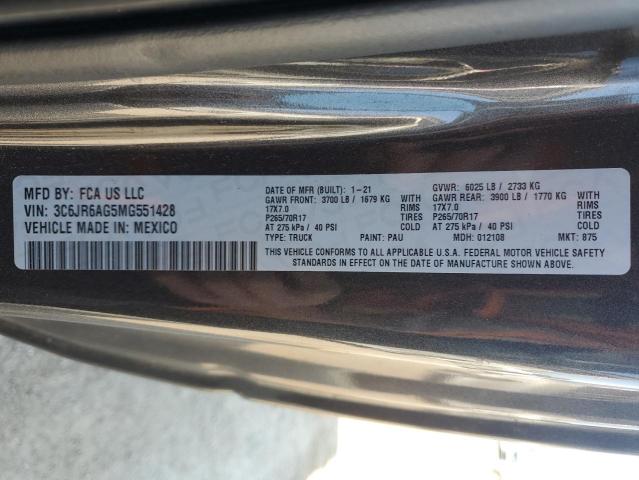 MFD BY: FCA US LLC
VIN: 3C6JR6AG5MG551428
VEHICLE MADE IN: MEXICO
DATE OF MFR (BUILT): 1-21 GVWR: 6025 LB / 2733 KG
GAWR FRONT: 3700 LB / 1679 KG WITH GAWR REAR: 3900 LB / 1770 KG WITH
17X7.0 RIMS 17X7.0 RIMS
P265/70R17 TIRES P265/70R17 TIRES
AT 275 kPa / 40 PSI COLD AT 275 kPa / 40 PSI COLD
TYPE: TRUCK PAINT: PAU MDH: 012108 MKT: 875
THIS VEHICLE CONFORMS TO ALL APPLICABLE U.S.A. FEDERAL MOTOR VEHICLE SAFETY
STANDARDS IN EFFECT ON THE DATE OF MANUFACTURE SHOWN ABOVE.